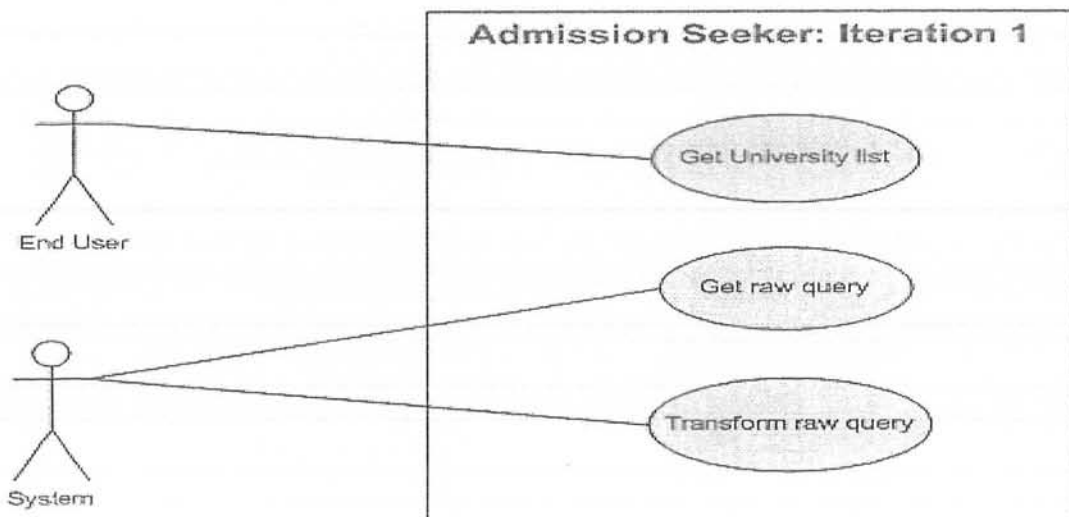 Admission Seeker: Iteration 1
Get University list
End User
Get raw query
Transform raw query
System